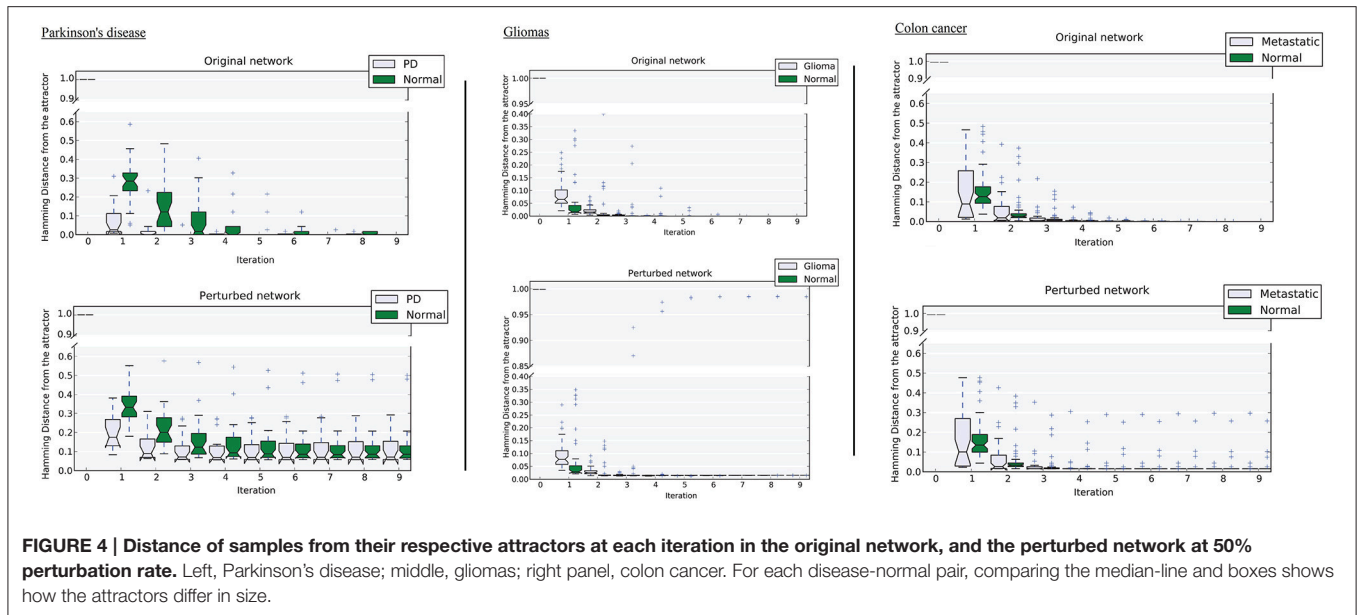 Parkinson's disease
Original network
PD
Normal
Hamming Distance from the attractor
1.0
0.9
0.6
0.5
0.4
0.3
0.2
0.1
0.0
0 1 2 3 4 5 6 7 8 9
Iteration
Perturbed network
PD
Normal
Hamming Distance from the attractor
1.0
0.9
0.6
0.5
0.4
0.3
0.2
0.1
0.0
0 1 2 3 4 5 6 7 8 9
Iteration
Gliomas
Original network
Glioma
Normal
Hamming Distance from the attractor
1.00
0.95
0.40
0.35
0.30
0.25
0.20
0.15
0.10
0.05
0.00
0 1 2 3 4 5 6 7 8 9
Iteration
Perturbed network
Glioma
Normal
Hamming Distance from the attractor
1.00
0.95
0.90
0.85
0.40
0.35
0.30
0.25
0.20
0.15
0.10
0.05
0.00
0 1 2 3 4 5 6 7 8 9
Iteration
Colon cancer
Original network
Metastatic
Normal
Hamming Distance from the attractor
1.0
0.9
0.6
0.5
0.4
0.3
0.2
0.1
0.0
0 1 2 3 4 5 6 7 8 9
Iteration
Perturbed network
Metastatic
Normal
Hamming Distance from the attractor
1.0
0.9
0.6
0.5
0.4
0.3
0.2
0.1
0.0
0 1 2 3 4 5 6 7 8 9
Iteration
FIGURE 4 | Distance of samples from their respective attractors at each iteration in the original network, and the perturbed network at 50%
perturbation rate. Left, Parkinson's disease; middle, gliomas; right panel, colon cancer. For each disease-normal pair, comparing the median-line and boxes shows
how the attractors differ in size.